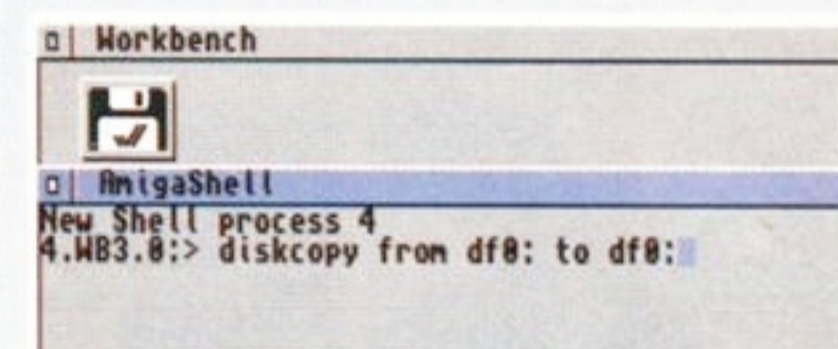 Workbench
AmigaShell
New Shell process 4
4.WB3.0:> diskcopy from df0: to df0: